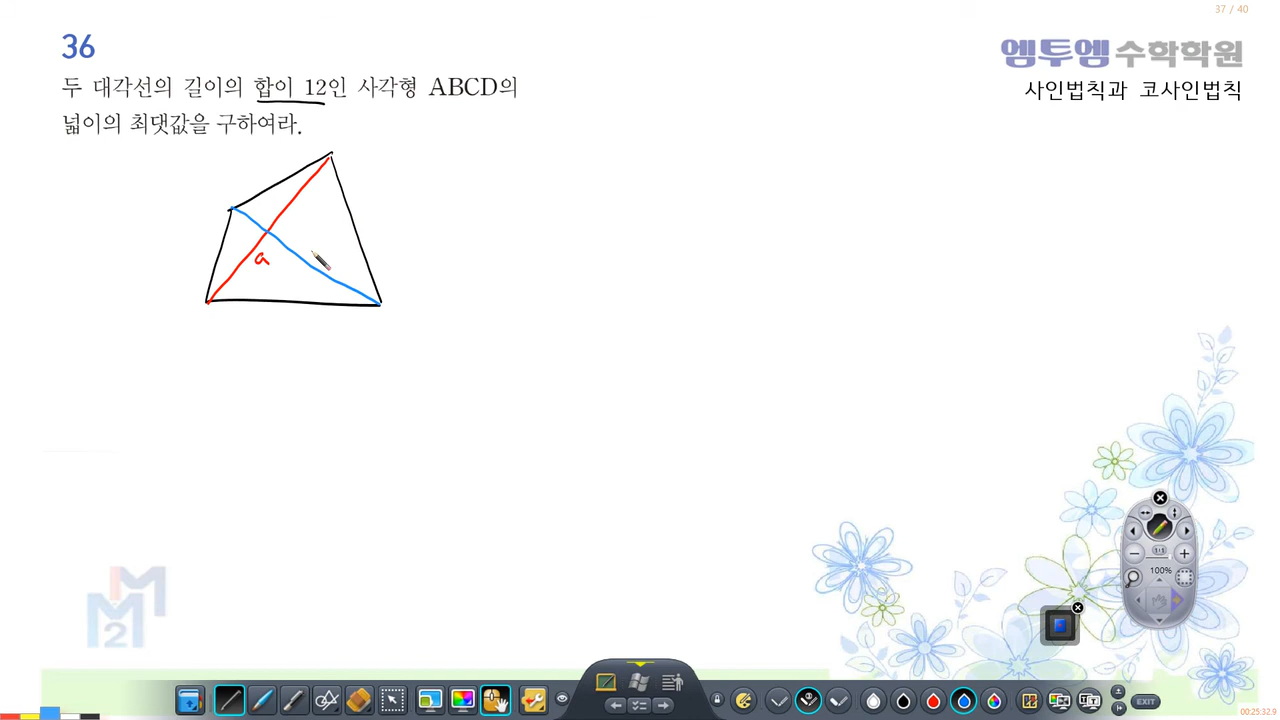 37 / 40
36
엠투엠 수학학원
두 대각선의 길이의 합이 12인 사각형 ABCD의
사인법칙과 코사인법칙
넓이의 최댓값을 구하여라.
a
1:1
100%
M
M2
EXIT
00:25:32.9